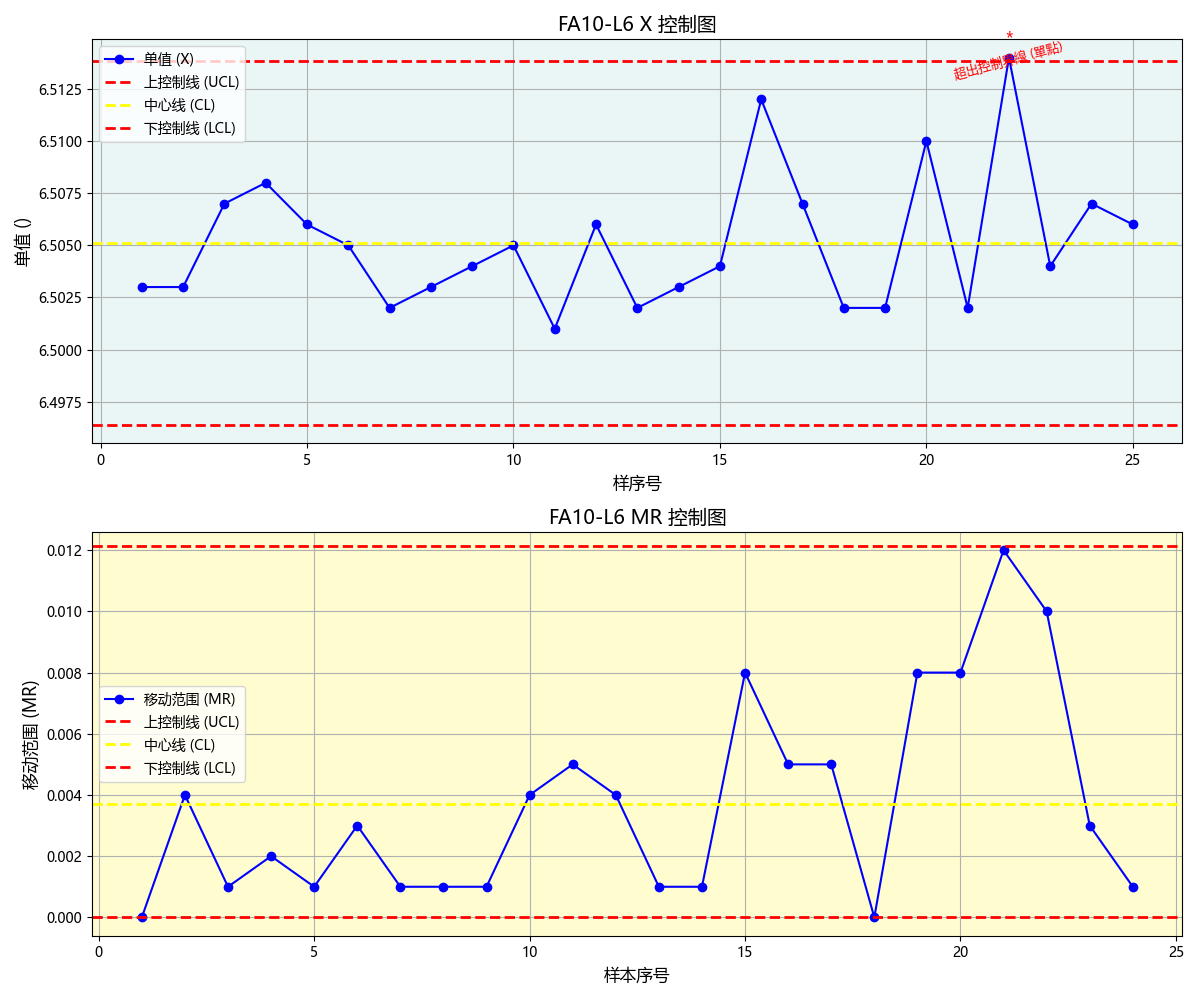 FA10-L6 X 控制图
*
超出控制界線 (單點)
单值 (X)
上控制线 (UCL)
中心线 (CL)
下控制线 (LCL)
6.5125
6.5100
6.5075
6.5050
6.5025
6.5000
6.4975
单值 ()
0 5 10 15 20 25
样序号
FA10-L6 MR 控制图
0.012
0.010
0.008
0.006
0.004
0.002
0.000
移动范围 (MR)
移动范围 (MR)
上控制线 (UCL)
中心线 (CL)
下控制线 (LCL)
0 5 10 15 20 25
样本序号